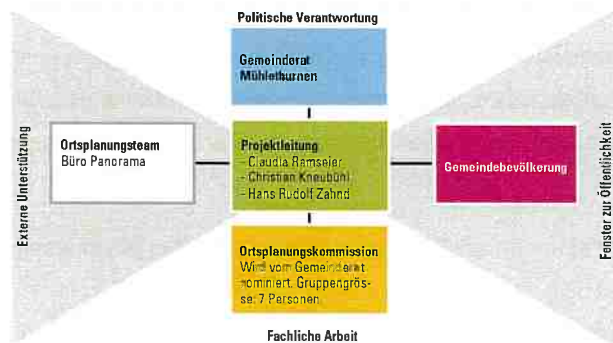 Politische Verantwortung
Gemeinderat
Mühlethurnen
Externe Unterstützung
Ortsplanungsteam
Büro Panorama
Projektleitung
– Claudia Ramseier
– Christian Kneubühl
– Hans Rudolf Zahnd
Gemeindebevölkerung
Fenster zur Öffentlichkeit
Ortsplanungskommission
Wird vom Gemeinderat
nominiert. Gruppengrös-
se: 7 Personen
Fachliche Arbeit